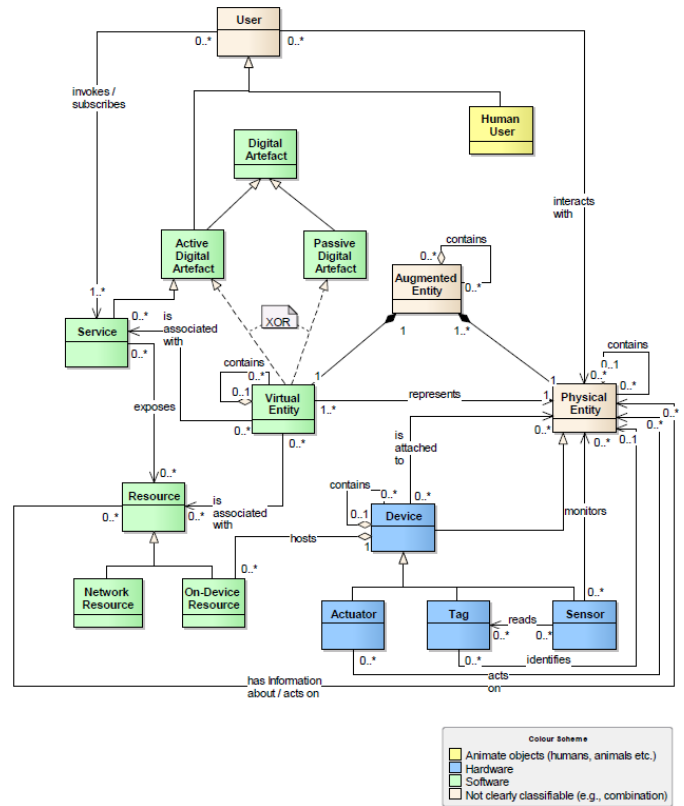 User
0..*
0..*
invokes /
subscribes
Human
User
Digital
Artefact
interacts
with
Active
Digital
Artefact
Passive
Digital
Artefact
contains
0..*
0..*
Augmented
Entity
1..*
0..*
is
associated
with
XOR
1
1..*
Service
0..*
contains
0..*
0..1
1
1
contains
0..1
0..*
0..*
Virtual
Entity
represents
1..*
1
Physical
Entity
exposes
0..*
0..*
0..*
0..1
0..*
0..*
0..*
is
attached
to
0..*
Resource
0..*
0..*
is
associated
with
contains
0..*
0..*
0..1
Device
1
hosts
monitors
0..*
Network
Resource
On-Device
Resource
0..*
Actuator
Tag
reads
Sensor
0..*
0..*
0..*
0..*
identifies
has Information
about / acts on
acts
on
Colour Scheme
Animate objects (humans, animals etc.)
Hardware
Software
Not clearly classifiable (e.g., combination)